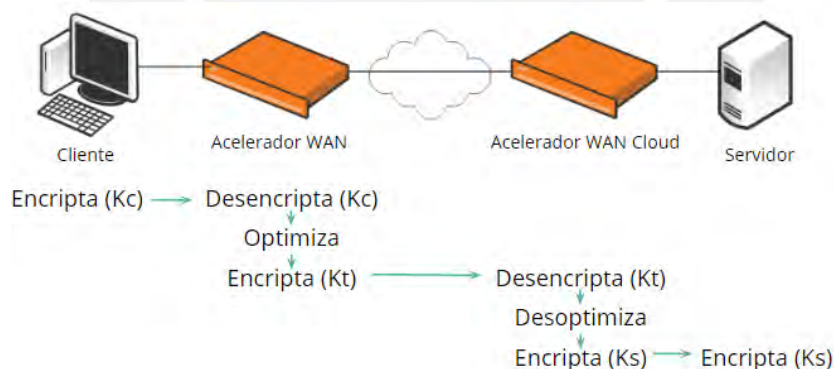 Cliente
Acelerador WAN
Acelerador WAN Cloud
Servidor
Encripta (Kc)
Desencripta (Kc)
Optimiza
Encripta (Kt)
Desencripta (Kt)
Desoptimiza
Encripta (Ks)
Encripta (Ks)